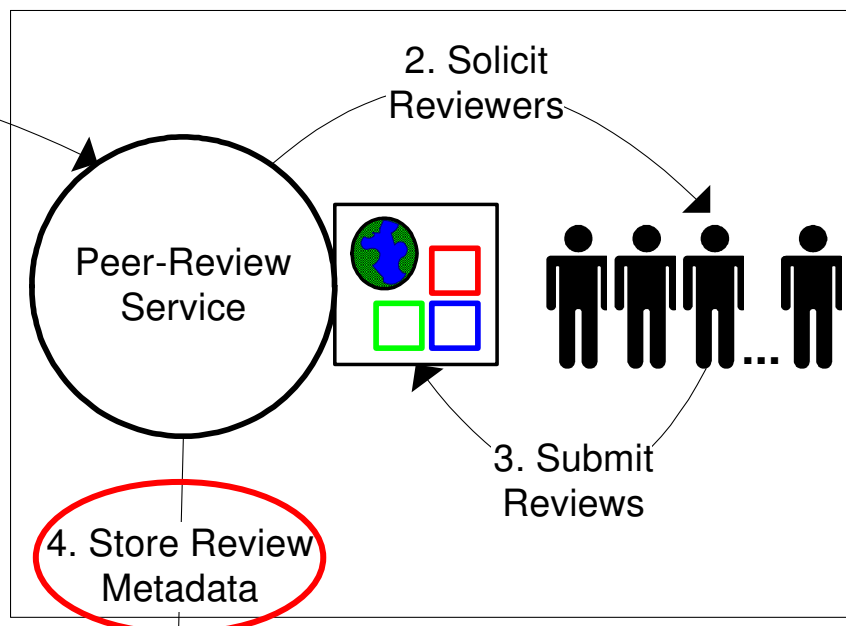 2. Solicit
Reviewers
Peer-Review
Service
...
3. Submit
Reviews
4. Store Review
Metadata